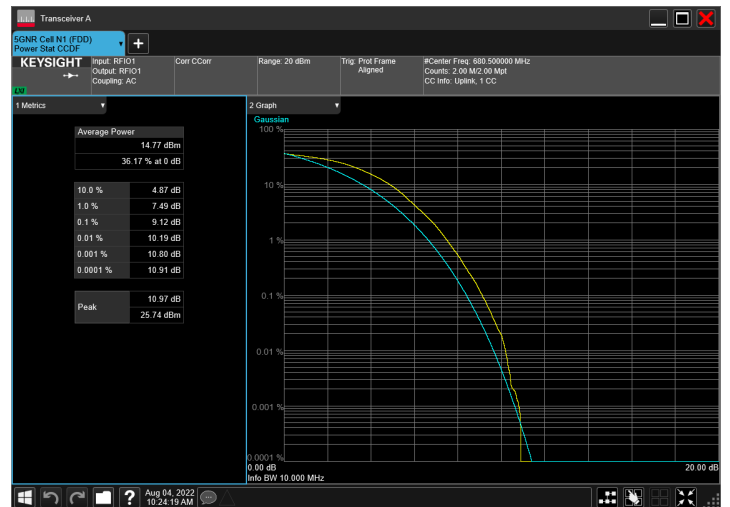 Transceiver A
5GNR Cell N1 (FDD)
Power Stat CCDF
KEYSIGHT
LXI
Input: RFIO1
Output: RFIO1
Coupling: AC
Corr CCorr
Range: 20 dBm
Trig: Prot Frame
Aligned
#Center Freq: 680.500000 MHz
Counts: 2.00 M/2.00 Mpt
CC Info: Uplink, 1 CC
1 Metrics
Average Power
14.77 dBm
36.17 % at 0 dB
10.0 % 4.87 dB
1.0 % 7.49 dB
0.1 % 9.12 dB
0.01 % 10.19 dB
0.001 % 10.80 dB
0.0001 % 10.91 dB
Peak
10.97 dB
25.74 dBm
2 Graph
Gaussian
100 %
10 %
1 %
0.1 %
0.01 %
0.001 %
0.0001 %
0.00 dB 20.00 dB
Info BW 10.000 MHz
? Aug 04, 2022
10:24:19 AM